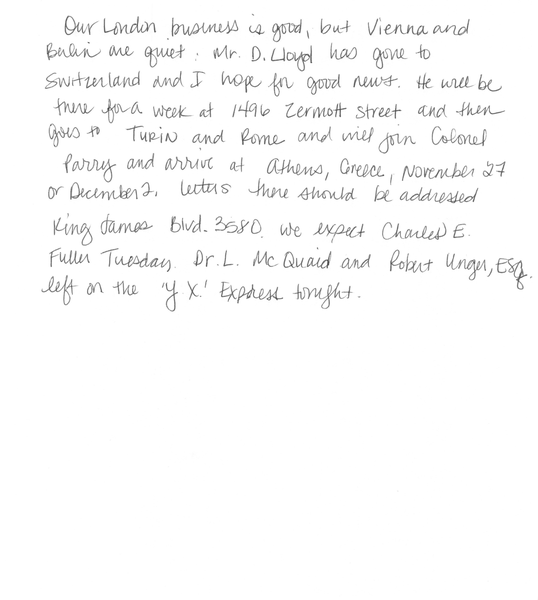 Our London business is good, but Vienna and
Berlin are quiet. Mr. D. Lloyd has gone to
Switzerland and I hope for good news. He will be
there for a week at 1496 Zermott Street and then
goes to Turin and Rome and will join Colonel
Parry and arrive at Athens, Greece, November 27
or December 2. Letters there should be addressed
King James Blvd. 3580. We expect Charles E.
Fuller Tuesday. Dr. L. McQuaid and Robert Unger, Esq.
left on the 'Y X.' Express tonight.